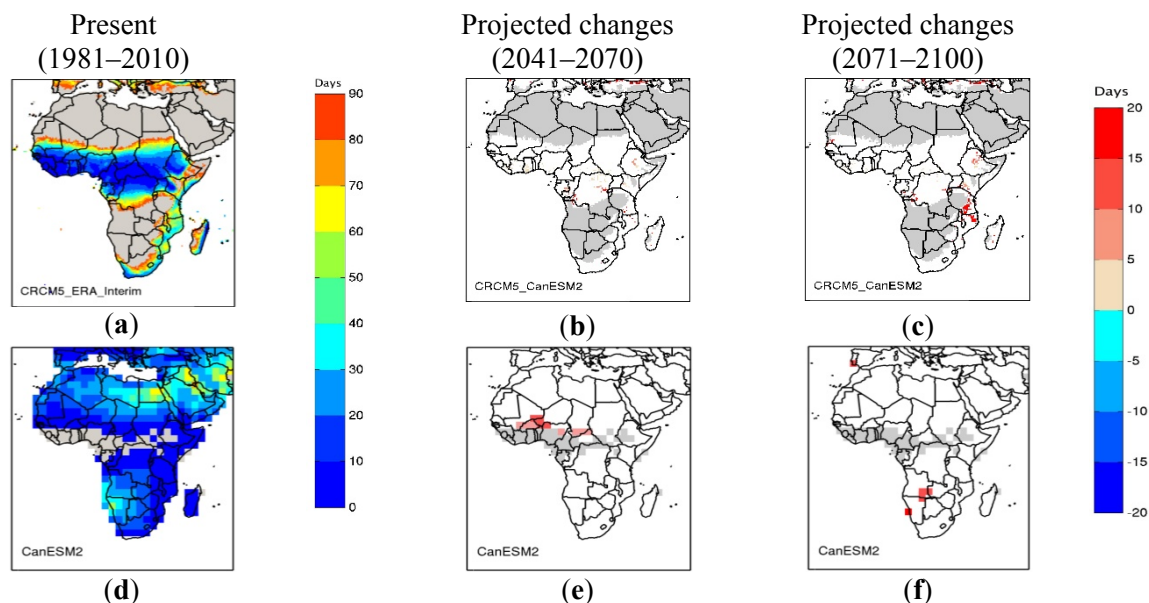 Present
(1981–2010)
Projected changes
(2041–2070)
Projected changes
(2071–2100)
Days
90
80
70
60
50
40
30
20
10
0
Days
20
15
10
5
0
-5
-10
-15
-20
CRCM5_ERA_Interim
CRCM5_CanESM2
CRCM5_CanESM2
(a)
(b)
(c)
CanESM2
CanESM2
CanESM2
(d)
(e)
(f)